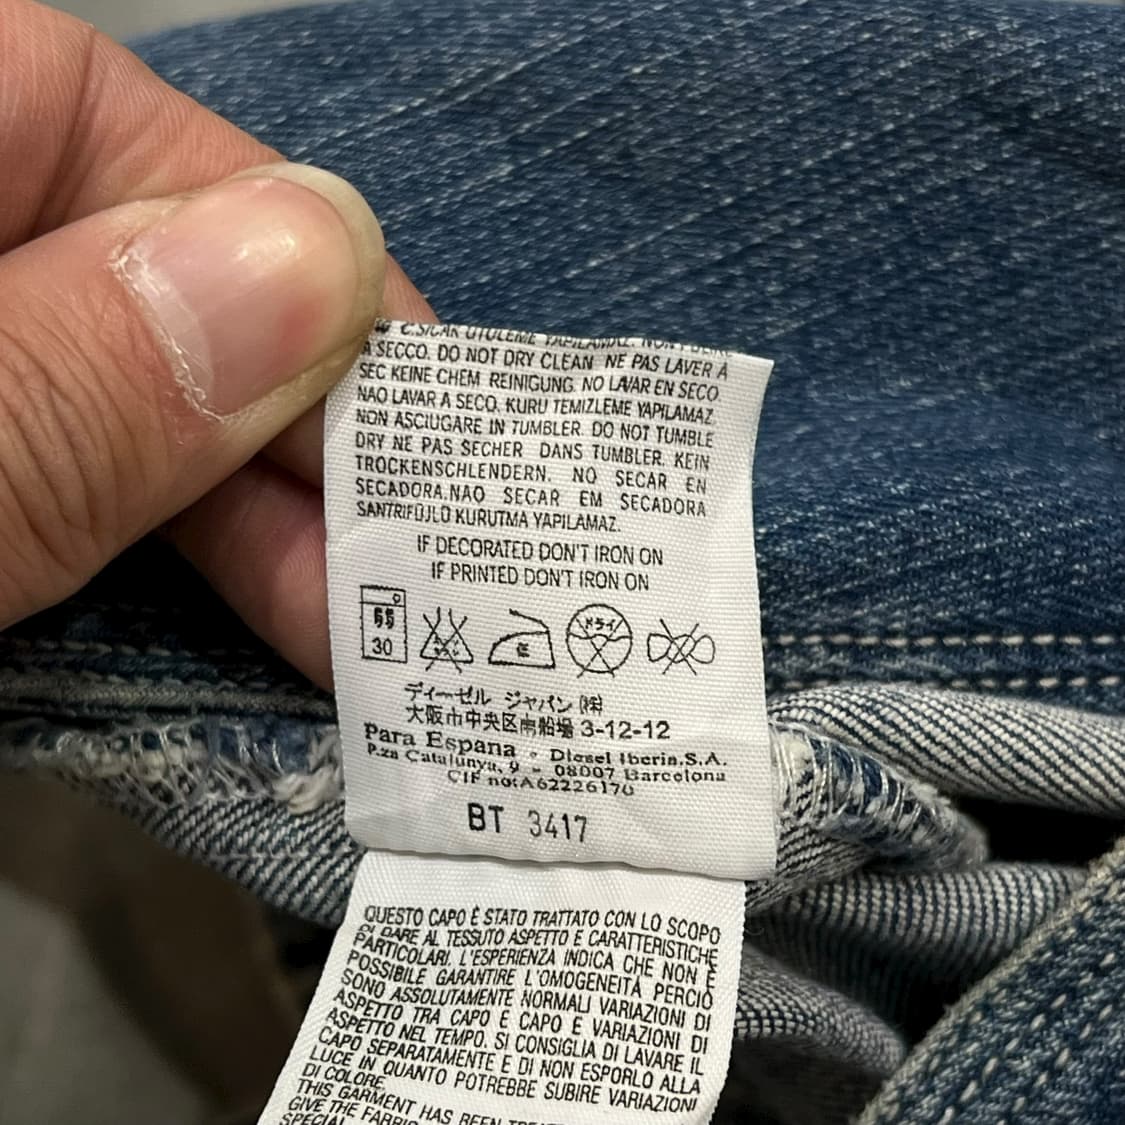 C.SICAK ÜTÜLEME YAPILAMAZ.
A SECCO. DO NOT DRY CLEAN NE PAS LAVER A
SEC KEINE CHEM REINIGUNG. NO LAVAR EN SECO
NAO LAVAR A SECO. KURU TEMIZLEME YAPILAMAZ
NON ASCIUGARE IN TUMBLER. DO NOT TUMBLE
DRY NE PAS SECHER DANS TUMBLER. KEIN
TROCKENSCHLENDERN. NO SECAR EN
SECADORA.NAO SECAR EM SECADORA
SANTRIFÜJLÜ KURUTMA YAPILAMAZ.
IF DECORATED DON'T IRON ON
IF PRINTED DON'T IRON ON
30 ドライ
ディーゼル ジャパン ㈱
大阪市中央区南船場 3-12-12
Para Espana - Diesel Iberia.S.A.
P.za Catalunya, 9 - 08007 Barcelona
CIF no:A62226170
BT 3417
QUESTO CAPO È STATO TRATTATO CON LO SCOPO
DI DARE AL TESSUTO ASPETTO E CARATTERISTICHE
PARTICOLARI. L'ESPERIENZA INDICA CHE NON È
POSSIBILE GARANTIRE L'OMOGENEITÀ PERCIÒ
SONO ASSOLUTAMENTE NORMALI VARIAZIONI DI
ASPETTO TRA CAPO E CAPO E VARIAZIONI DI
ASPETTO NEL TEMPO. SI CONSIGLIA DI LAVARE IL
CAPO SEPARATAMENTE E DI NON ESPORLO ALLA
LUCE IN QUANTO POTREBBE SUBIRE VARIAZIONI
DI COLORE.
THIS GARMENT HAS BEEN
GIVE THE
SPECIAL